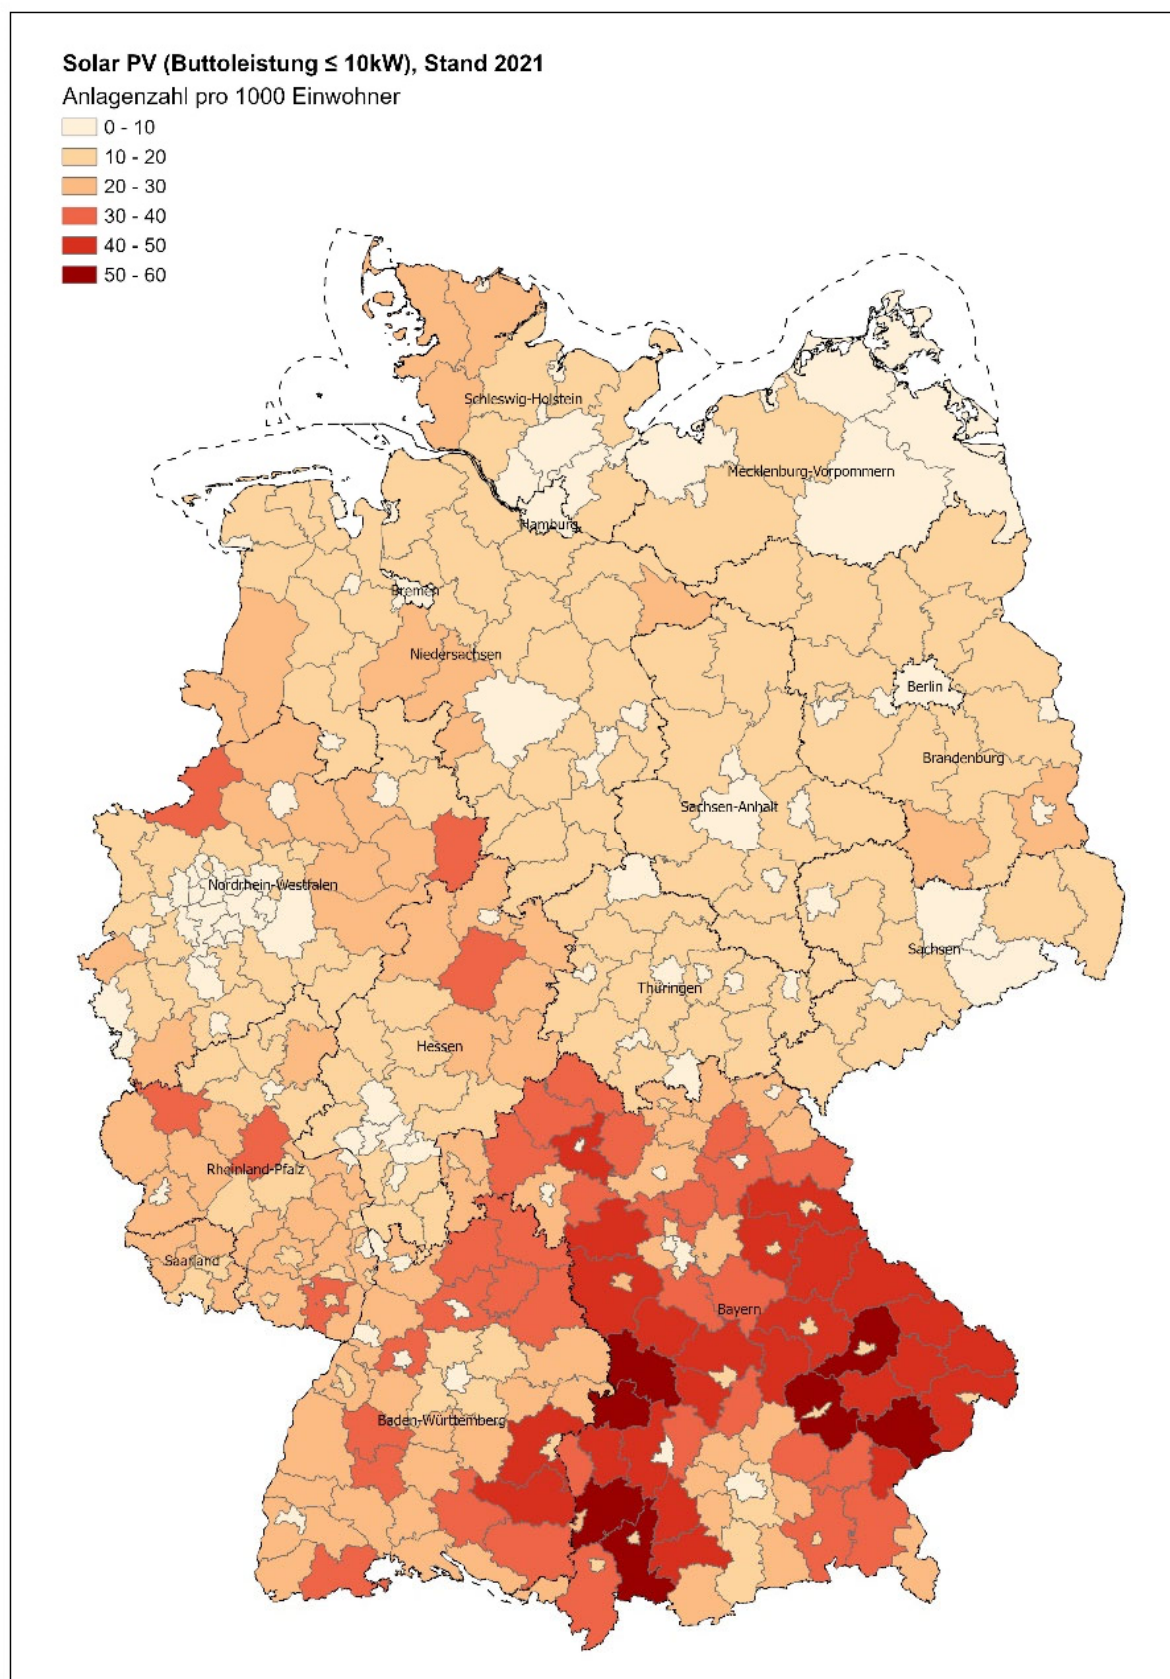 Solar PV (Buttoleistung ≤ 10kW), Stand 2021
Anlagenzahl pro 1000 Einwohner
0 - 10
10 - 20
20 - 30
30 - 40
40 - 50
50 - 60
Schleswig-Holstein
Mecklenburg-Vorpommern
Hamburg
Bremen
Niedersachsen
Berlin
Brandenburg
Sachsen-Anhalt
Nordrhein-Westfalen
Sachsen
Thüringen
Hessen
Rheinland-Pfalz
Saarland
Bayern
Baden-Württemberg